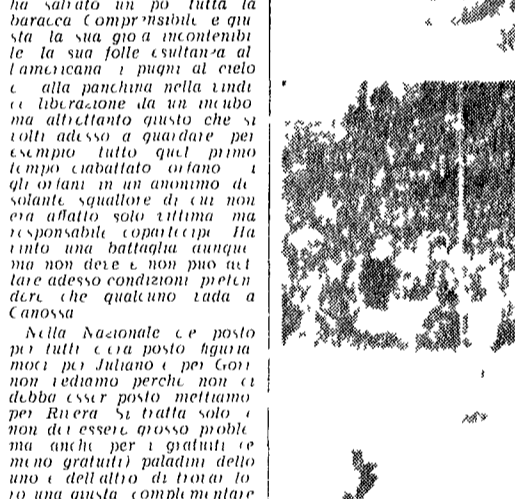 ha salvato un po tutta la
baracca Comprensibile e giu
sta la sua gioia incontenibi
le la sua folle esultanza al
l americana i pugni al cielo
e alla panchina nella
di liberazione da un incubo
ma altrettanto giusto che si
volti adesso a guardare per
esempio tutto quel primo
tempo ciabattato orfano
gli orfani in un anonimo de
solante squallore di cui non
era affatto solo vittima ma
responsabile copartecipe Ha
vinto una battaglia dunque
ma non deve e non puo det
tare adesso condizioni preten
dere che qualcuno vada a
Canossa
Nella Nazionale c e posto
per tutti c era posto figuria
moci per Juliano e per Gori
non vediamo perche non ci
debba esser posto mettiamo
per Rivera Si tratta solo e
non dev essere grosso proble
ma anche per i gratuiti (e
meno gratuiti) paladini dello
uno e dell altro di trovar lo
ro una giusta complementare